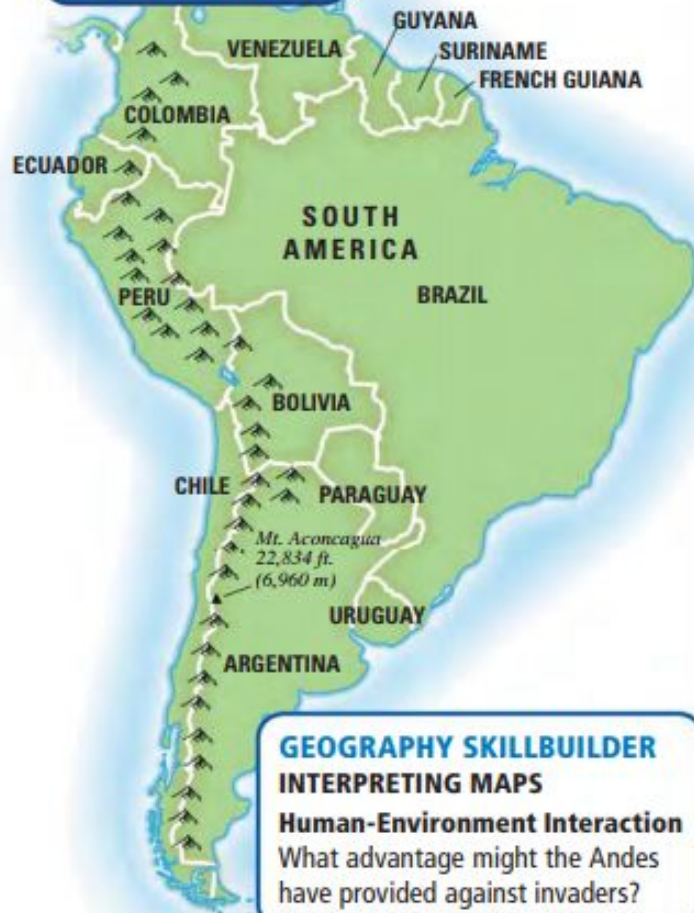 GUYANA
VENEZUELA
SURINAME
FRENCH GUIANA
COLOMBIA
ECUADOR
SOUTH
AMERICA
PERU
BRAZIL
BOLIVIA
CHILE
PARAGUAY
Mt. Aconcagua
22,834 ft.
(6,960 m)
URUGUAY
ARGENTINA
GEOGRAPHY SKILLBUILDER
INTERPRETING MAPS
Human-Environment Interaction
What advantage might the Andes
have provided against invaders?